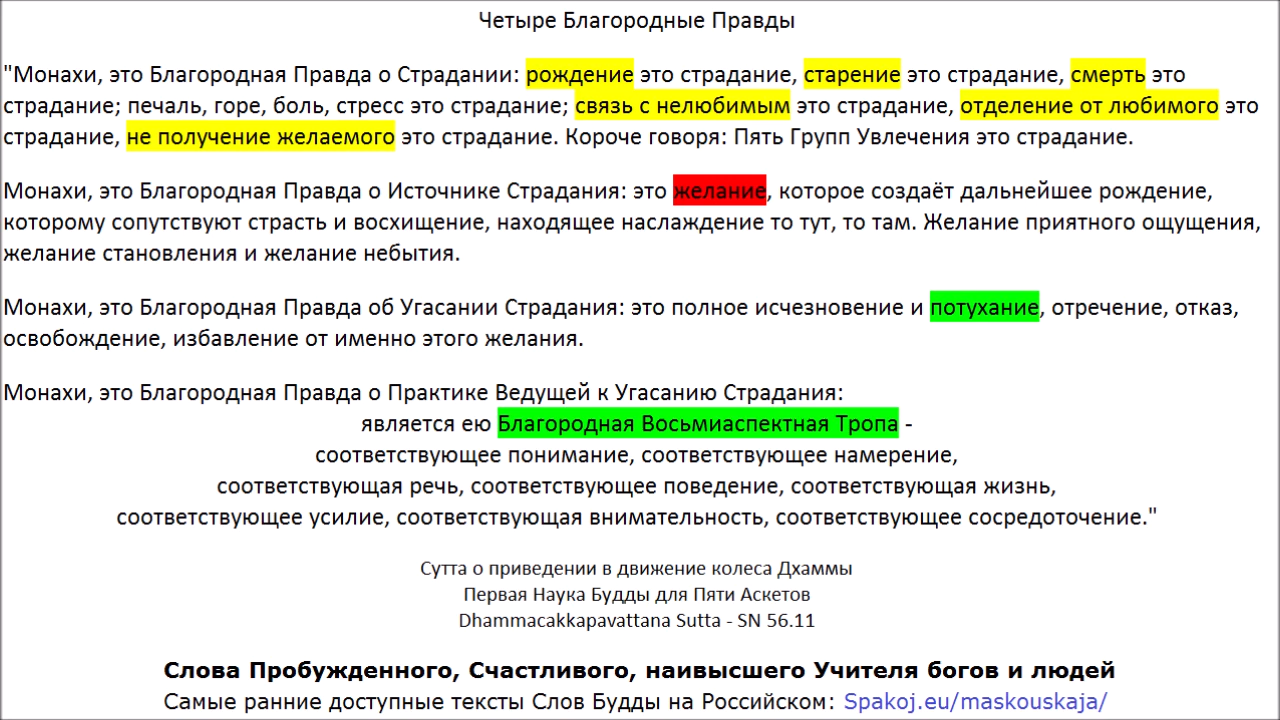 Четыре Благородные Правды
"Монахи, это Благородная Правда о Страдании: рождение это страдание, старение это страдание, смерть это
страдание; печаль, горе, боль, стресс это страдание; связь с нелюбимым это страдание, отделение от любимого это
страдание, не получение желаемого это страдание. Короче говоря: Пять Групп Увлечения это страдание.
Монахи, это Благородная Правда о Источнике Страдания: это желание, которое создаёт дальнейшее рождение,
которому сопутствуют страсть и восхищение, находящее наслаждение то тут, то там. Желание приятного ощущения,
желание становления и желание небытия.
Монахи, это Благородная Правда об Угасании Страдания: это полное исчезновение и потухание, отречение, отказ,
освобождение, избавление от именно этого желания.
Монахи, это Благородная Правда о Практике Ведущей к Угасанию Страдания:
является ею Благородная Восьмиаспектная Тропа -
соответствующее понимание, соответствующее намерение,
соответствующая речь, соответствующее поведение, соответствующая жизнь,
соответствующее усилие, соответствующая внимательность, соответствующее сосредоточение."
Сутта о приведении в движение колеса Дхаммы
Первая Наука Будды для Пяти Аскетов
Dhammacakkapavattana Sutta - SN 56.11
Слова Пробужденного, Счастливого, наивысшего Учителя богов и людей
Самые ранние доступные тексты Слов Будды на Российском: Spakoj.eu/maskouskaja/